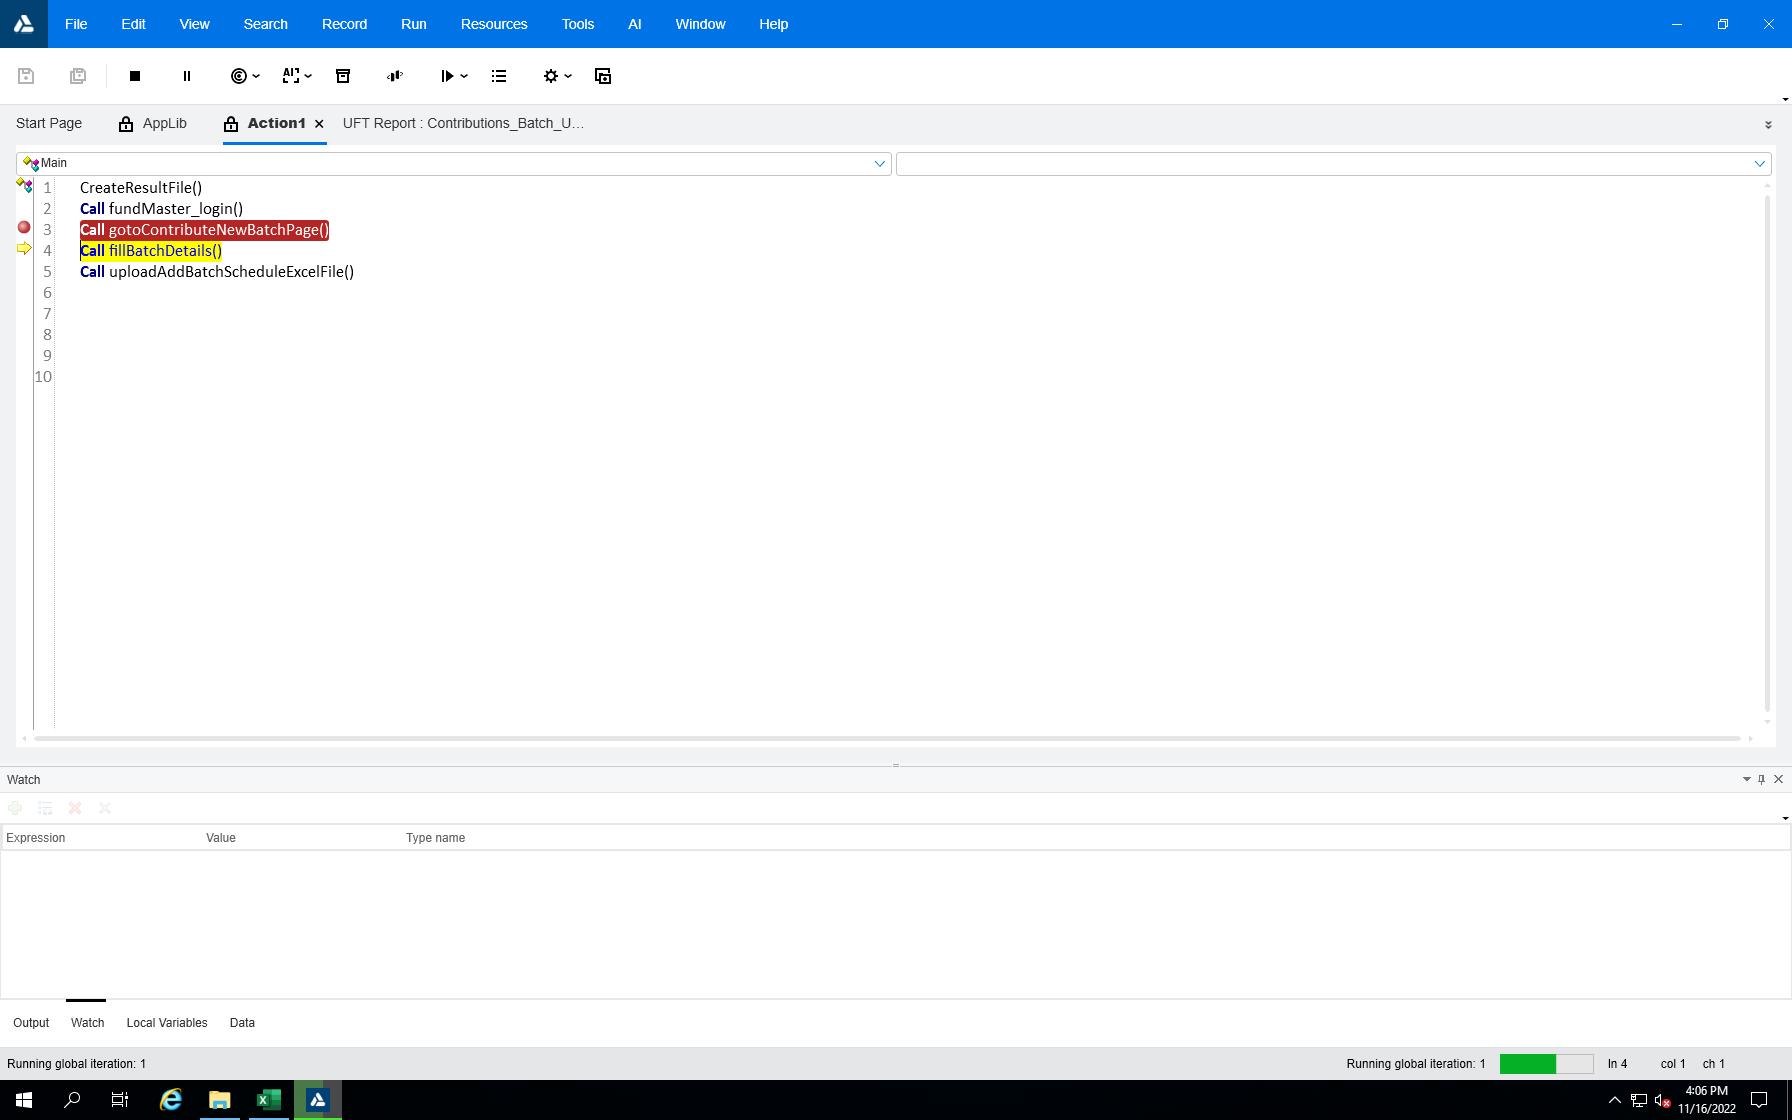 File Edit View Search Record Run Resources Tools AI Window Help
AI
Start Page AppLib Action1 UFT Report : Contributions_Batch_U...
Main
1 CreateResultFile()
2 Call fundMaster_login()
3 Call gotoContributeNewBatchPage()
4 Call fillBatchDetails()
5 Call uploadAddBatchScheduleExcelFile()
6
7
8
9
10
Watch
Expression Value Type name
Output Watch Local Variables Data
Running global iteration: 1 Running global iteration: 1 ln 4 col 1 ch 1
4:06 PM
11/16/2022